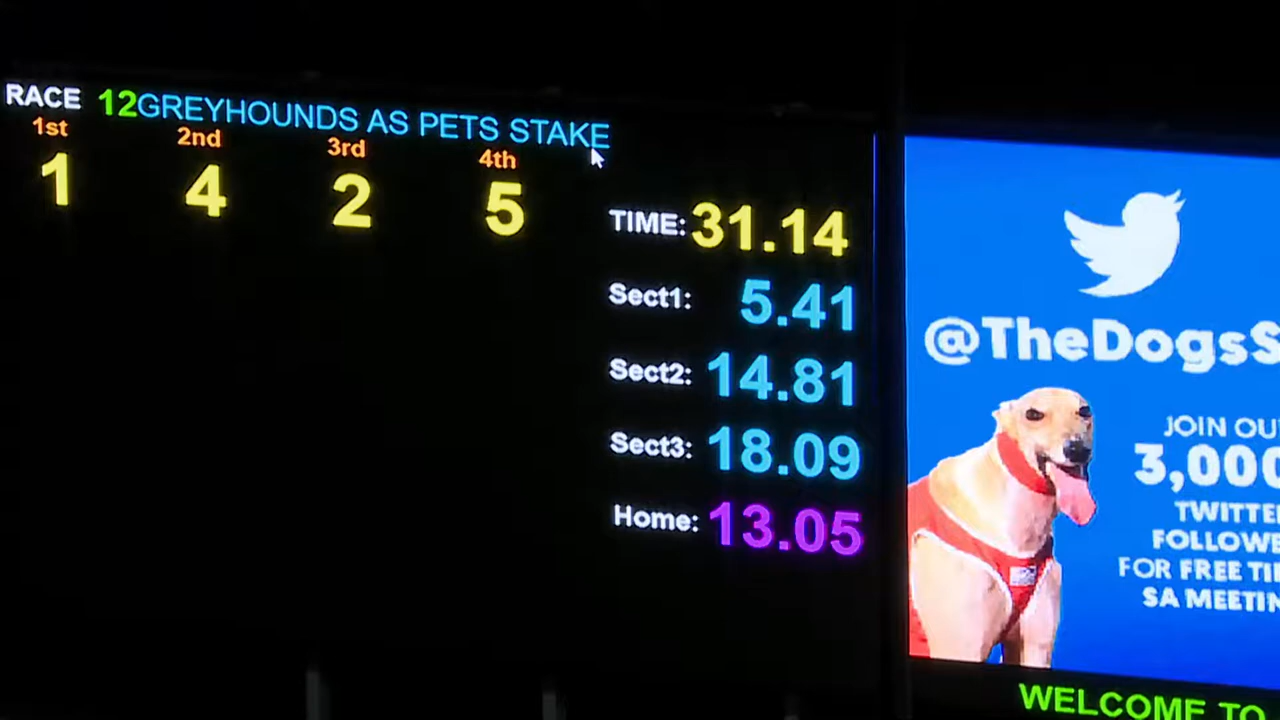 RACE 12GREYHOUNDS AS PETS STAKE
1st 2nd 3rd 4th
1 4 2 5
TIME: 31.14
Sect1: 5.41
Sect2: 14.81
Sect3: 18.09
Home: 13.05
@TheDogsS
JOIN OU
3,000
TWITTE
FOLLOWE
FOR FREE TI
SA MEETIN
WELCOME TO